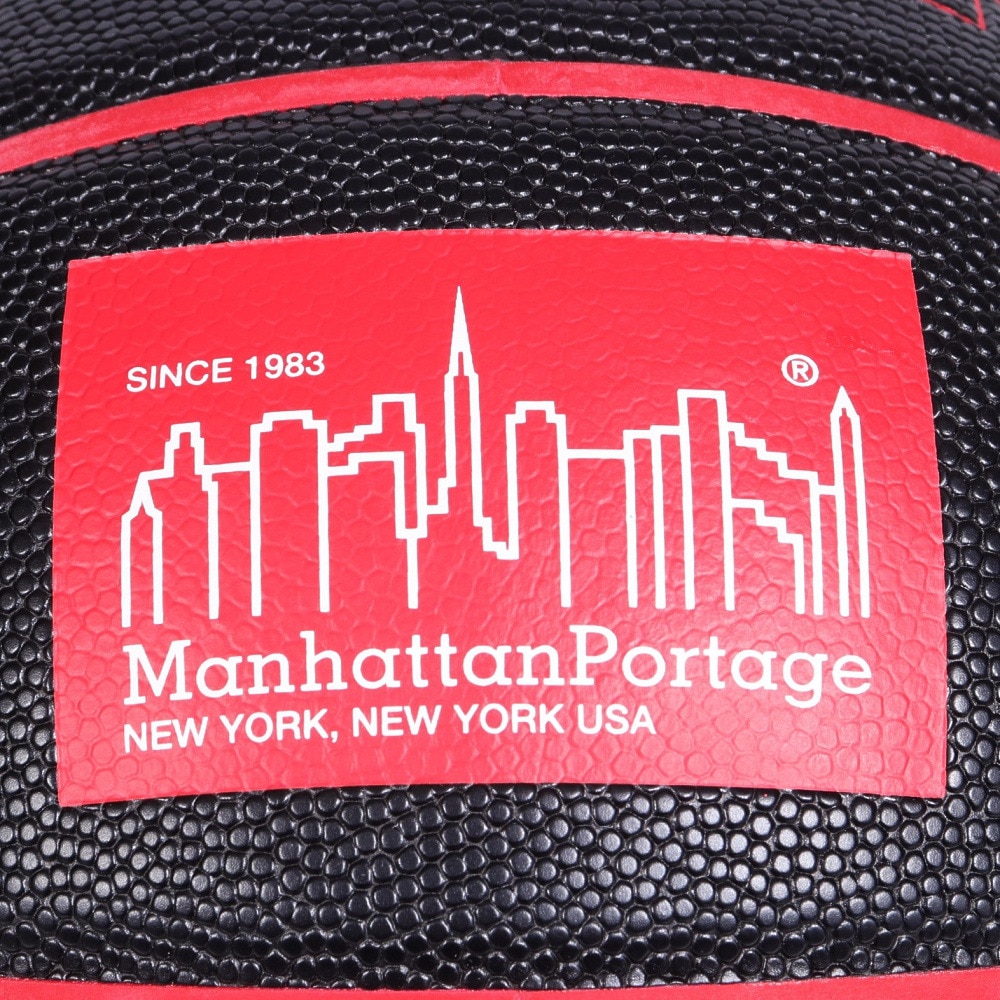 SINCE 1983
®
ManhattanPortage
NEW YORK, NEW YORK USA